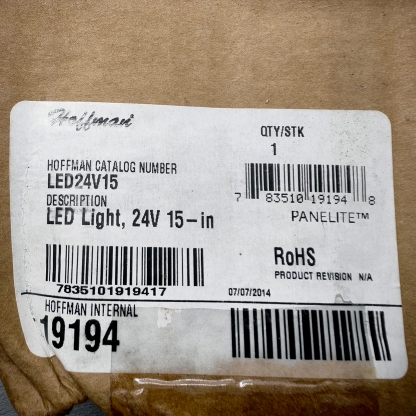 Hoffman
QTY/STK
1
HOFFMAN CATALOG NUMBER
LED24V15
DESCRIPTION
LED Light, 24V 15-in
7 83510 19194 8
PANELITE™
RoHS
PRODUCT REVISION N/A
7835101919417
07/07/2014
HOFFMAN INTERNAL
19194